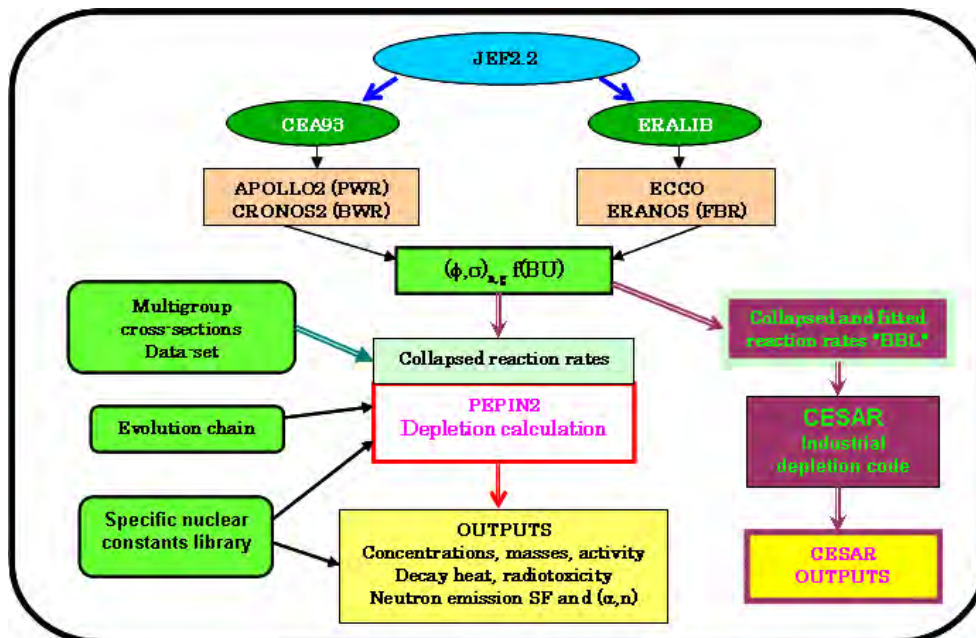 JEF2.2
CEA93
ERALIB
APOLLO2 (PWR)
CRONOS2 (BWR)
ECCO
ERANOS (FBR)
(ϕ,σ)n,g f(BU)
Multigroup
cross-sections
Data-set
Collapsed and fitted
reaction rates "BBL"
Collapsed reaction rates
PEPIN2
Depletion calculation
Evolution chain
CESAR
Industrial
depletion code
Specific nuclear
constants library
OUTPUTS
Concentrations, masses, activity
Decay heat, radiotoxicity
Neutron emission SF and (α,n)
CESAR
OUTPUTS